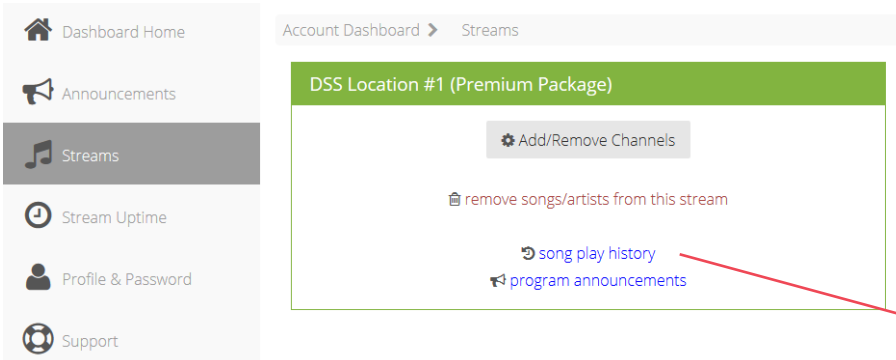 Dashboard Home
Announcements
Streams
Stream Uptime
Profile & Password
Support
Account Dashboard > Streams
DSS Location #1 (Premium Package)
Add/Remove Channels
remove songs/artists from this stream
song play history
program announcements